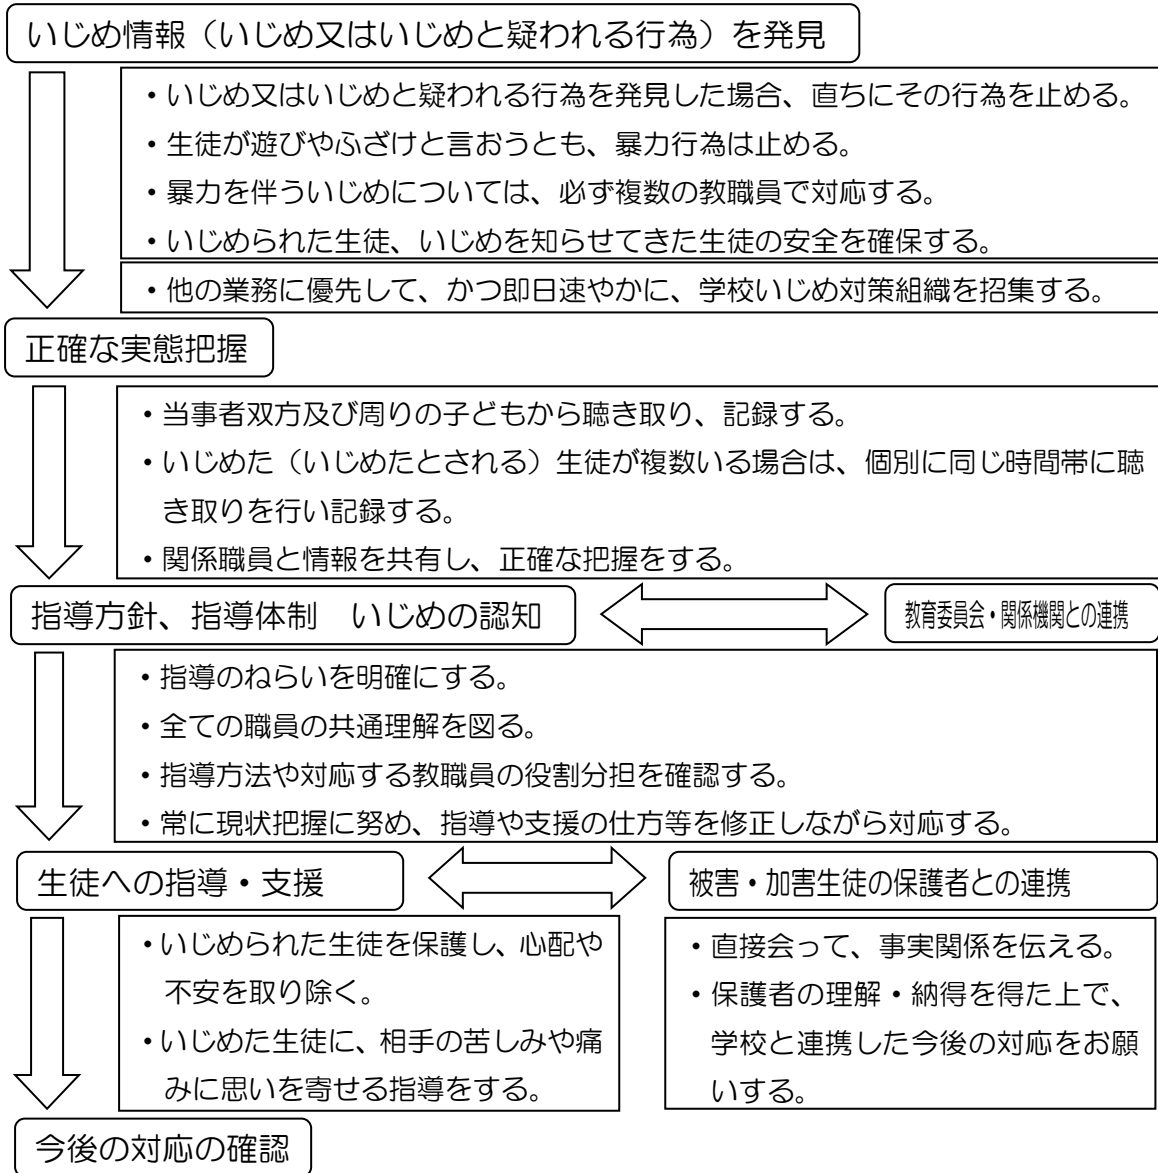 いじめ情報（いじめ又はいじめと疑われる行為）を発見
・いじめ又はいじめと疑われる行為を発見した場合、直ちにその行為を止める。
・生徒が遊びやふざけと言おうとも、暴力行為は止める。
・暴力を伴ういじめについては、必ず複数の教職員で対応する。
・いじめられた生徒、いじめを知らせてきた生徒の安全を確保する。
・他の業務に優先して、かつ即日速やかに、学校いじめ対策組織を招集する。
正確な実態把握
・当事者双方及び周りの子どもから聴き取り、記録する。
・いじめた（いじめたとされる）生徒が複数いる場合は、個別に同じ時間帯に聴
き取りを行い記録する。
・関係職員と情報を共有し、正確な把握をする。
指導方針、指導体制　いじめの認知
教育委員会・関係機関との連携
・指導のねらいを明確にする。
・全ての職員の共通理解を図る。
・指導方法や対応する教職員の役割分担を確認する。
・常に現状把握に努め、指導や支援の仕方等を修正しながら対応する。
生徒への指導・支援
被害・加害生徒の保護者との連携
・いじめられた生徒を保護し、心配や
不安を取り除く。
・いじめた生徒に、相手の苦しみや痛
みに思いを寄せる指導をする。
・直接会って、事実関係を伝える。
・保護者の理解・納得を得た上で、
学校と連携した今後の対応をお願
いする。
今後の対応の確認